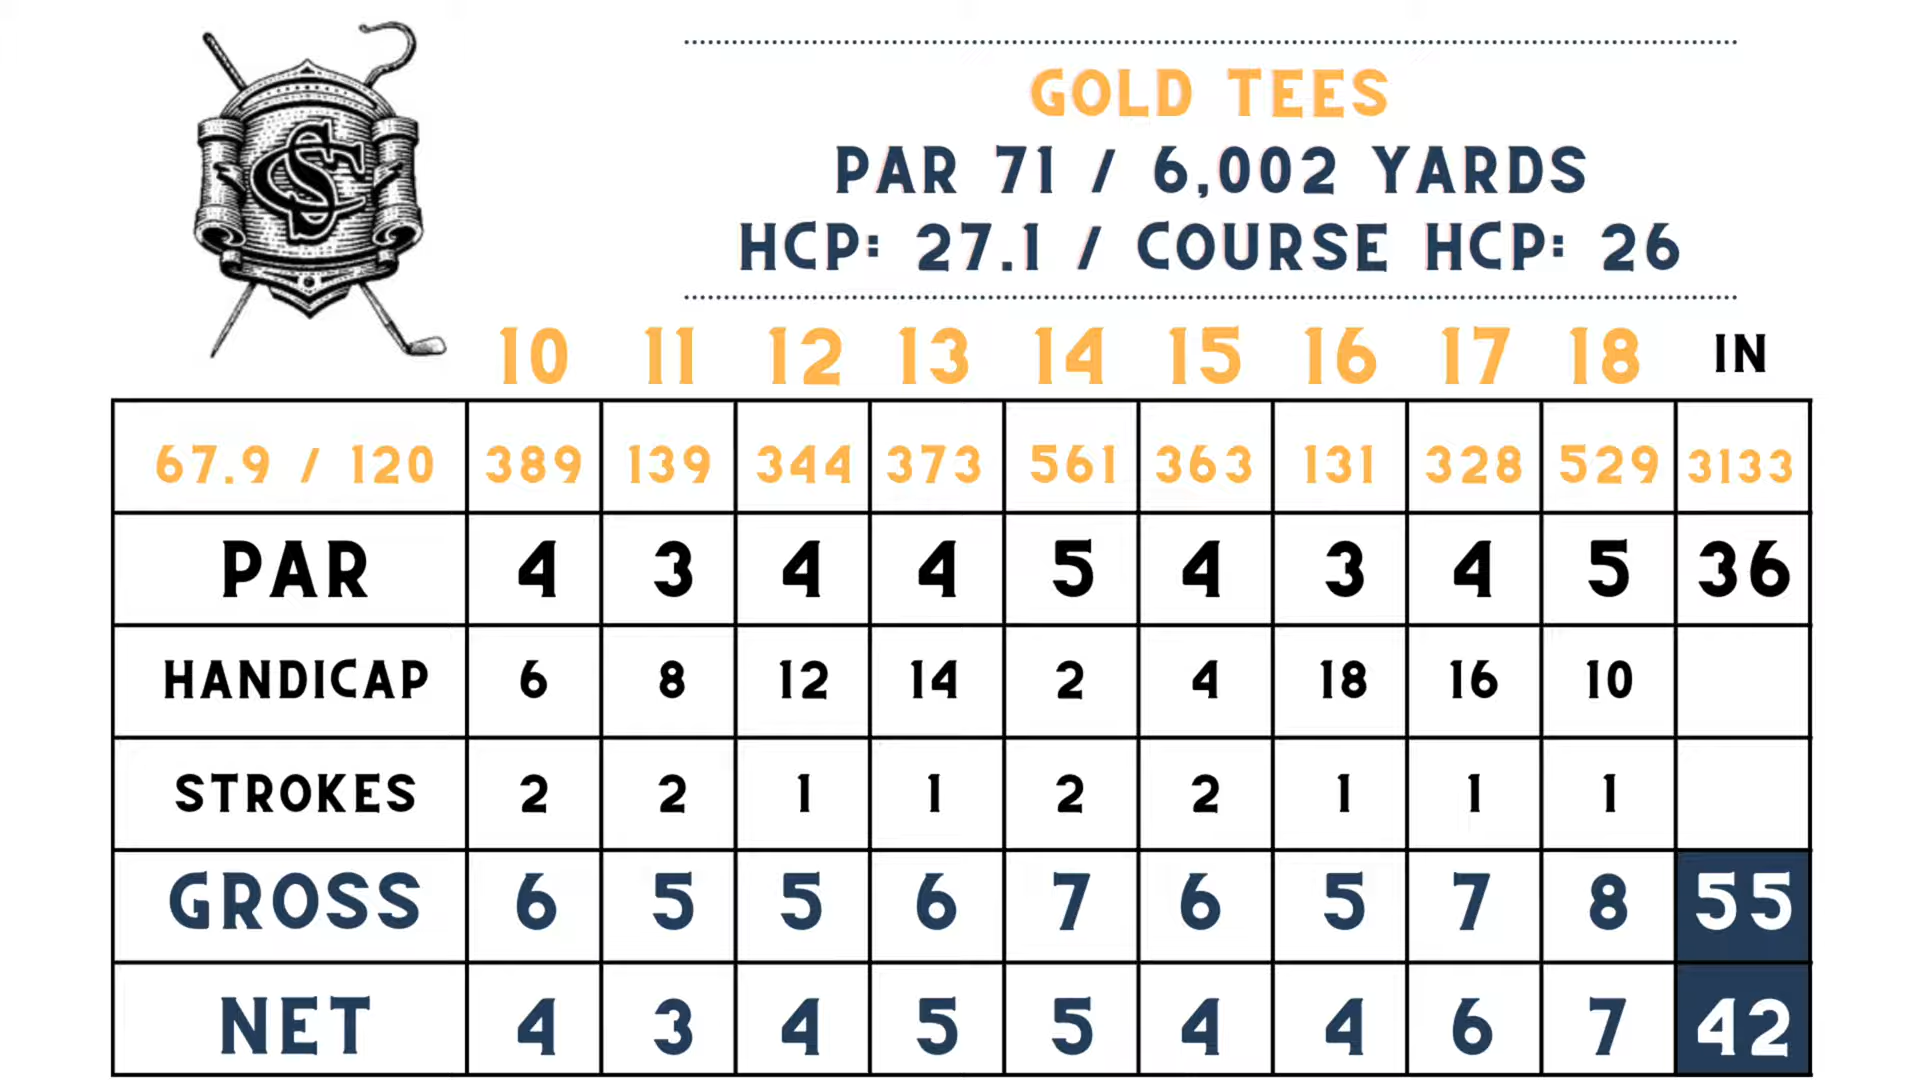 GOLD TEES
PAR 71 / 6,002 YARDS
HCP: 27.1 / COURSE HCP: 26
10 11 12 13 14 15 16 17 18 IN
67.9 / 120 389 139 344 373 561 363 131 328 529 3133
PAR 4 3 4 4 5 4 3 4 5 36
HANDICAP 6 8 12 14 2 4 18 16 10
STROKES 2 2 1 1 2 2 1 1 1
GROSS 6 5 5 6 7 6 5 7 8 55
NET 4 3 4 5 5 4 4 6 7 42